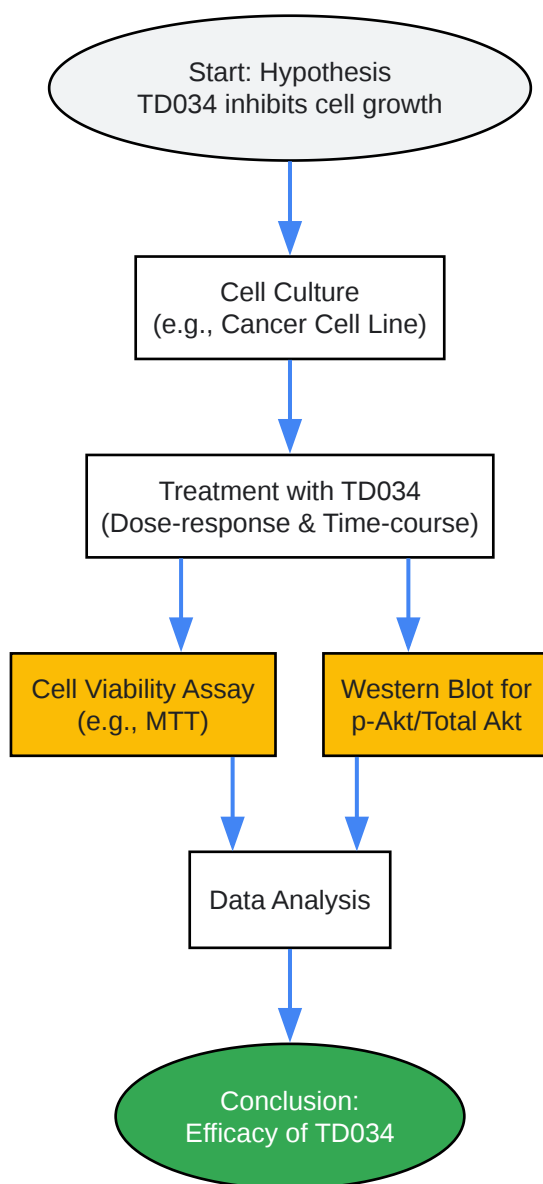 Start: Hypothesis
TD034 inhibits cell growth
Cell Culture
(e.g., Cancer Cell Line)
Treatment with TD034
(Dose-response & Time-course)
Cell Viability Assay
(e.g., MTT)
Western Blot for
p-Akt/Total Akt
Data Analysis
Conclusion:
Efficacy of TD034